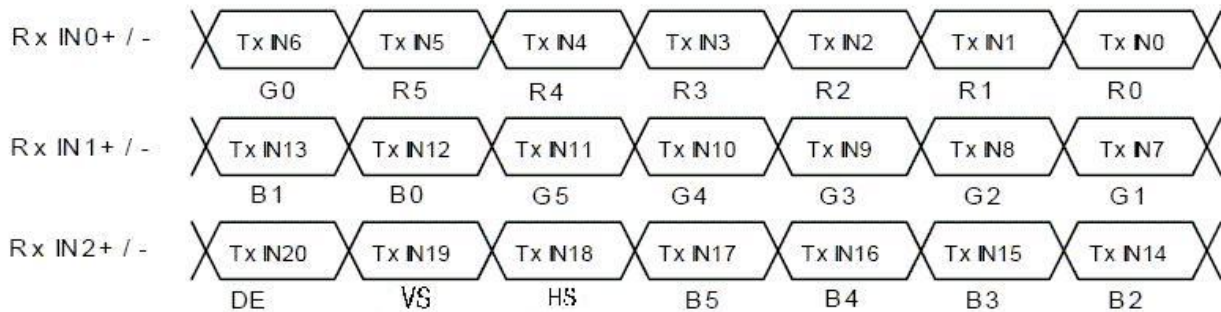 Rx IN0+ / - Tx IN6 Tx IN5 Tx IN4 Tx IN3 Tx IN2 Tx IN1 Tx IN0
G0 R5 R4 R3 R2 R1 R0
Rx IN1+ / - Tx IN13 Tx IN12 Tx IN11 Tx IN10 Tx IN9 Tx IN8 Tx IN7
B1 B0 G5 G4 G3 G2 G1
Rx IN2+ / - Tx IN20 Tx IN19 Tx IN18 Tx IN17 Tx IN16 Tx IN15 Tx IN14
DE VS HS B5 B4 B3 B2